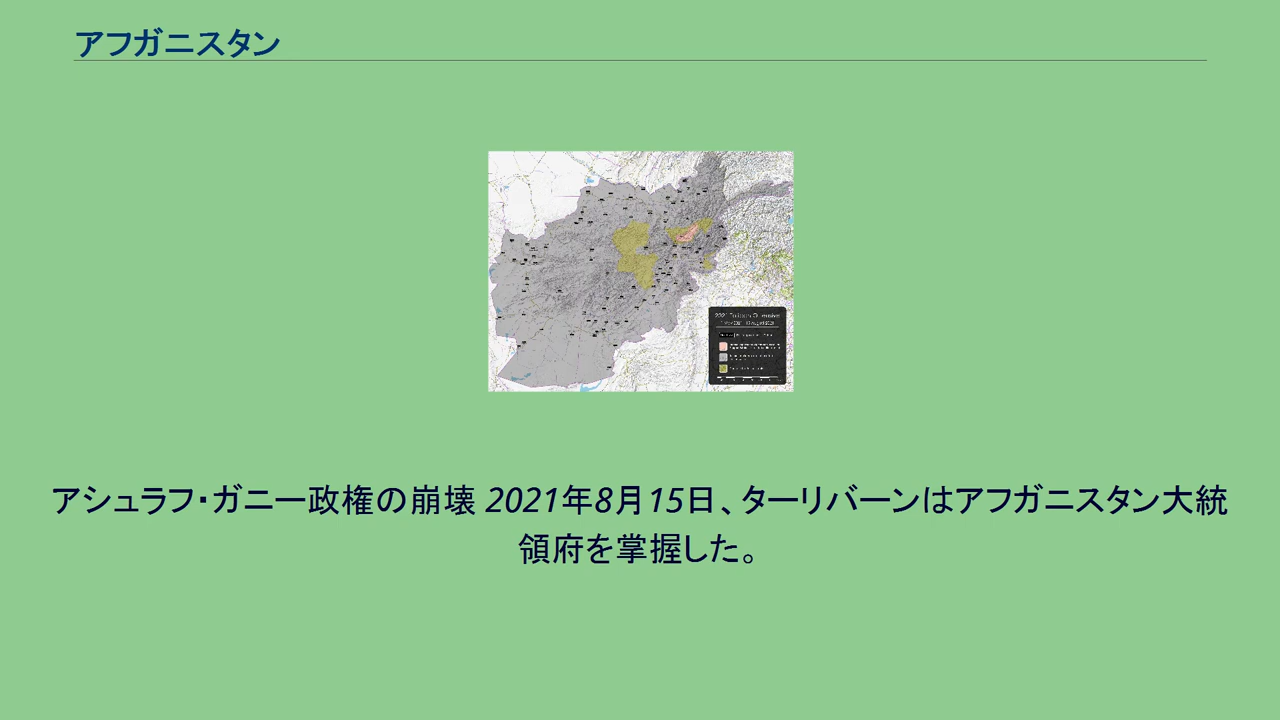 アフガニスタン
アシュラフ・ガニー政権の崩壊 2021年8月15日、ターリバーンはアフガニスタン大統
領府を掌握した。